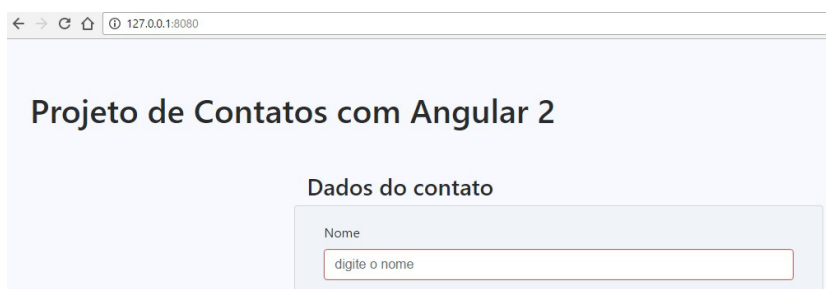 127.0.0.1:8080
Projeto de Contatos com Angular 2
Dados do contato
Nome
digite o nome